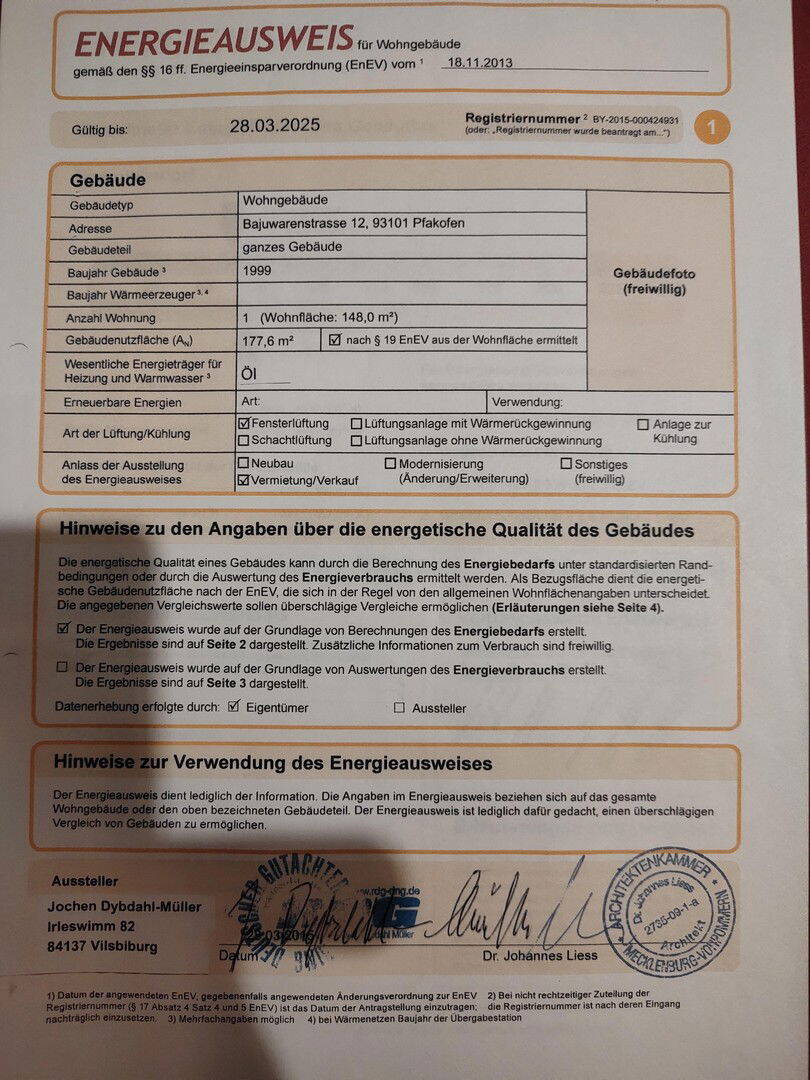 ENERGIEAUSWEIS für Wohngebäude
gemäß den §§ 16 ff. Energieeinsparverordnung (EnEV) vom ¹ 18.11.2013
Gültig bis: 28.03.2025
Registriernummer ² BY-2015-000424931
(oder: „Registriernummer wurde beantragt am...")
1
Gebäude
Gebäudetyp Wohngebäude
Adresse Bajuwarenstrasse 12, 93101 Pfakofen
Gebäudeteil ganzes Gebäude
Baujahr Gebäude ³ 1999
Baujahr Wärmeerzeuger ³, ⁴
Anzahl Wohnung 1 (Wohnfläche: 148,0 m²)
Gebäudenutzfläche (AN) 177,6 m² ☑ nach § 19 EnEV aus der Wohnfläche ermittelt
Wesentliche Energieträger für
Heizung und Warmwasser ³ Öl
Gebäudefoto
(freiwillig)
Erneuerbare Energien Art: Verwendung:
Art der Lüftung/Kühlung
☑ Fensterlüftung ☐ Lüftungsanlage mit Wärmerückgewinnung ☐ Anlage zur
☐ Schachtlüftung ☐ Lüftungsanlage ohne Wärmerückgewinnung Kühlung
Anlass der Ausstellung
des Energieausweises
☐ Neubau ☐ Modernisierung ☐ Sonstiges
☑ Vermietung/Verkauf (Änderung/Erweiterung) (freiwillig)
Hinweise zu den Angaben über die energetische Qualität des Gebäudes
Die energetische Qualität eines Gebäudes kann durch die Berechnung des Energiebedarfs unter standardisierten Rand-
bedingungen oder durch die Auswertung des Energieverbrauchs ermittelt werden. Als Bezugsfläche dient die energeti-
sche Gebäudenutzfläche nach der EnEV, die sich in der Regel von den allgemeinen Wohnflächenangaben unterscheidet.
Die angegebenen Vergleichswerte sollen überschlägige Vergleiche ermöglichen (Erläuterungen siehe Seite 4).
☑ Der Energieausweis wurde auf der Grundlage von Berechnungen des Energiebedarfs erstellt.
Die Ergebnisse sind auf Seite 2 dargestellt. Zusätzliche Informationen zum Verbrauch sind freiwillig.
☐ Der Energieausweis wurde auf der Grundlage von Auswertungen des Energieverbrauchs erstellt.
Die Ergebnisse sind auf Seite 3 dargestellt.
Datenerhebung erfolgte durch: ☑ Eigentümer ☐ Aussteller
Hinweise zur Verwendung des Energieausweises
Der Energieausweis dient lediglich der Information. Die Angaben im Energieausweis beziehen sich auf das gesamte
Wohngebäude oder den oben bezeichneten Gebäudeteil. Der Energieausweis ist lediglich dafür gedacht, einen überschlägigen
Vergleich von Gebäuden zu ermöglichen.
Aussteller
Jochen Dybdahl-Müller
Irleswimm 82
84137 Vilsbiburg
GUTACHTER
Datum
Dr. Johannes Liess
ARCHITEKTENKAMMER
Dr. Johannes Liess
2735-09-1-a
Architekt
MECKLENBURG-VORPOMMERN
1) Datum der angewendeten EnEV, gegebenenfalls angewendeten Änderungsverordnung zur EnEV 2) Bei nicht rechtzeitiger Zuteilung der
Registriernummer (§ 17 Absatz 4 Satz 4 und 5 EnEV) ist das Datum der Antragstellung einzutragen; die Registriernummer ist nach deren Eingang
nachträglich einzusetzen. 3) Mehrfachangaben möglich 4) bei Wärmenetzen Baujahr der Übergabestation